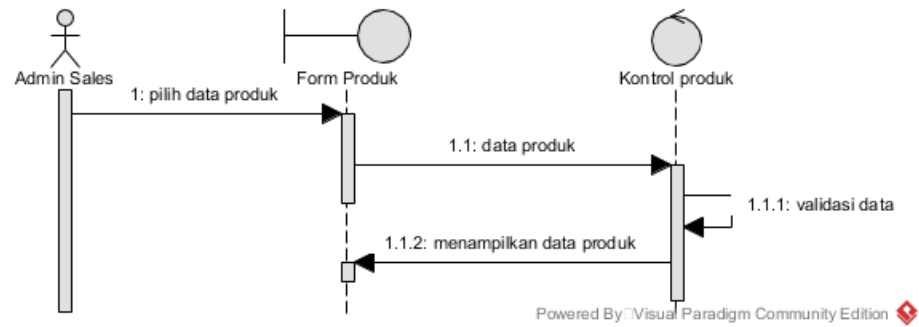 Admin Sales
Form Produk
Kontrol produk
1: pilih data produk
1.1: data produk
1.1.1: validasi data
1.1.2: menampilkan data produk
Powered By Visual Paradigm Community Edition